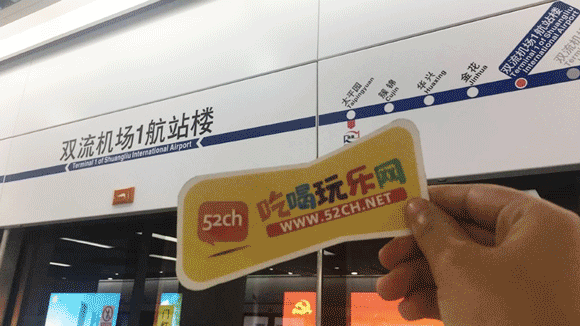 双流机场1航站楼
Terminal 1 of Shuangliu International Airport
太平园
Taipingyuan
簇锦
Cujin
华兴
Huaxing
金花
Jinhua
双流机场1航站楼
Terminal 1 of Shuangliu
International Airport
52ch
吃喝玩乐网
WWW.52CH.NET